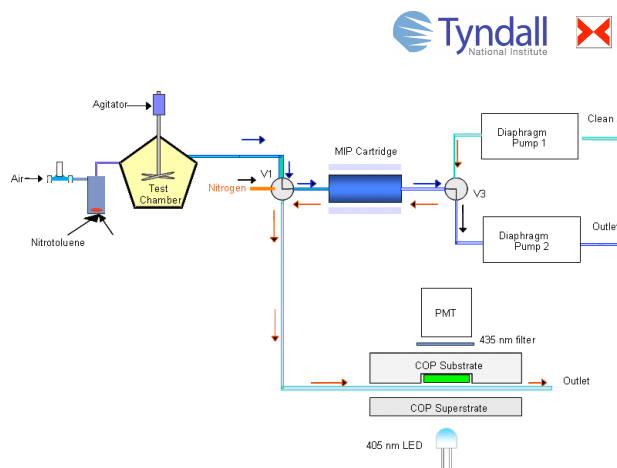 Tyndall
National Institute
Agitator
Air
Test
Chamber
Nitrotoluene
V1
Nitrogen
MIP Cartridge
V3
Diaphragm
Pump 1
Clean
Diaphragm
Pump 2
Outlet
PMT
435 nm filter
COP Substrate
Outlet
COP Superstrate
405 nm LED